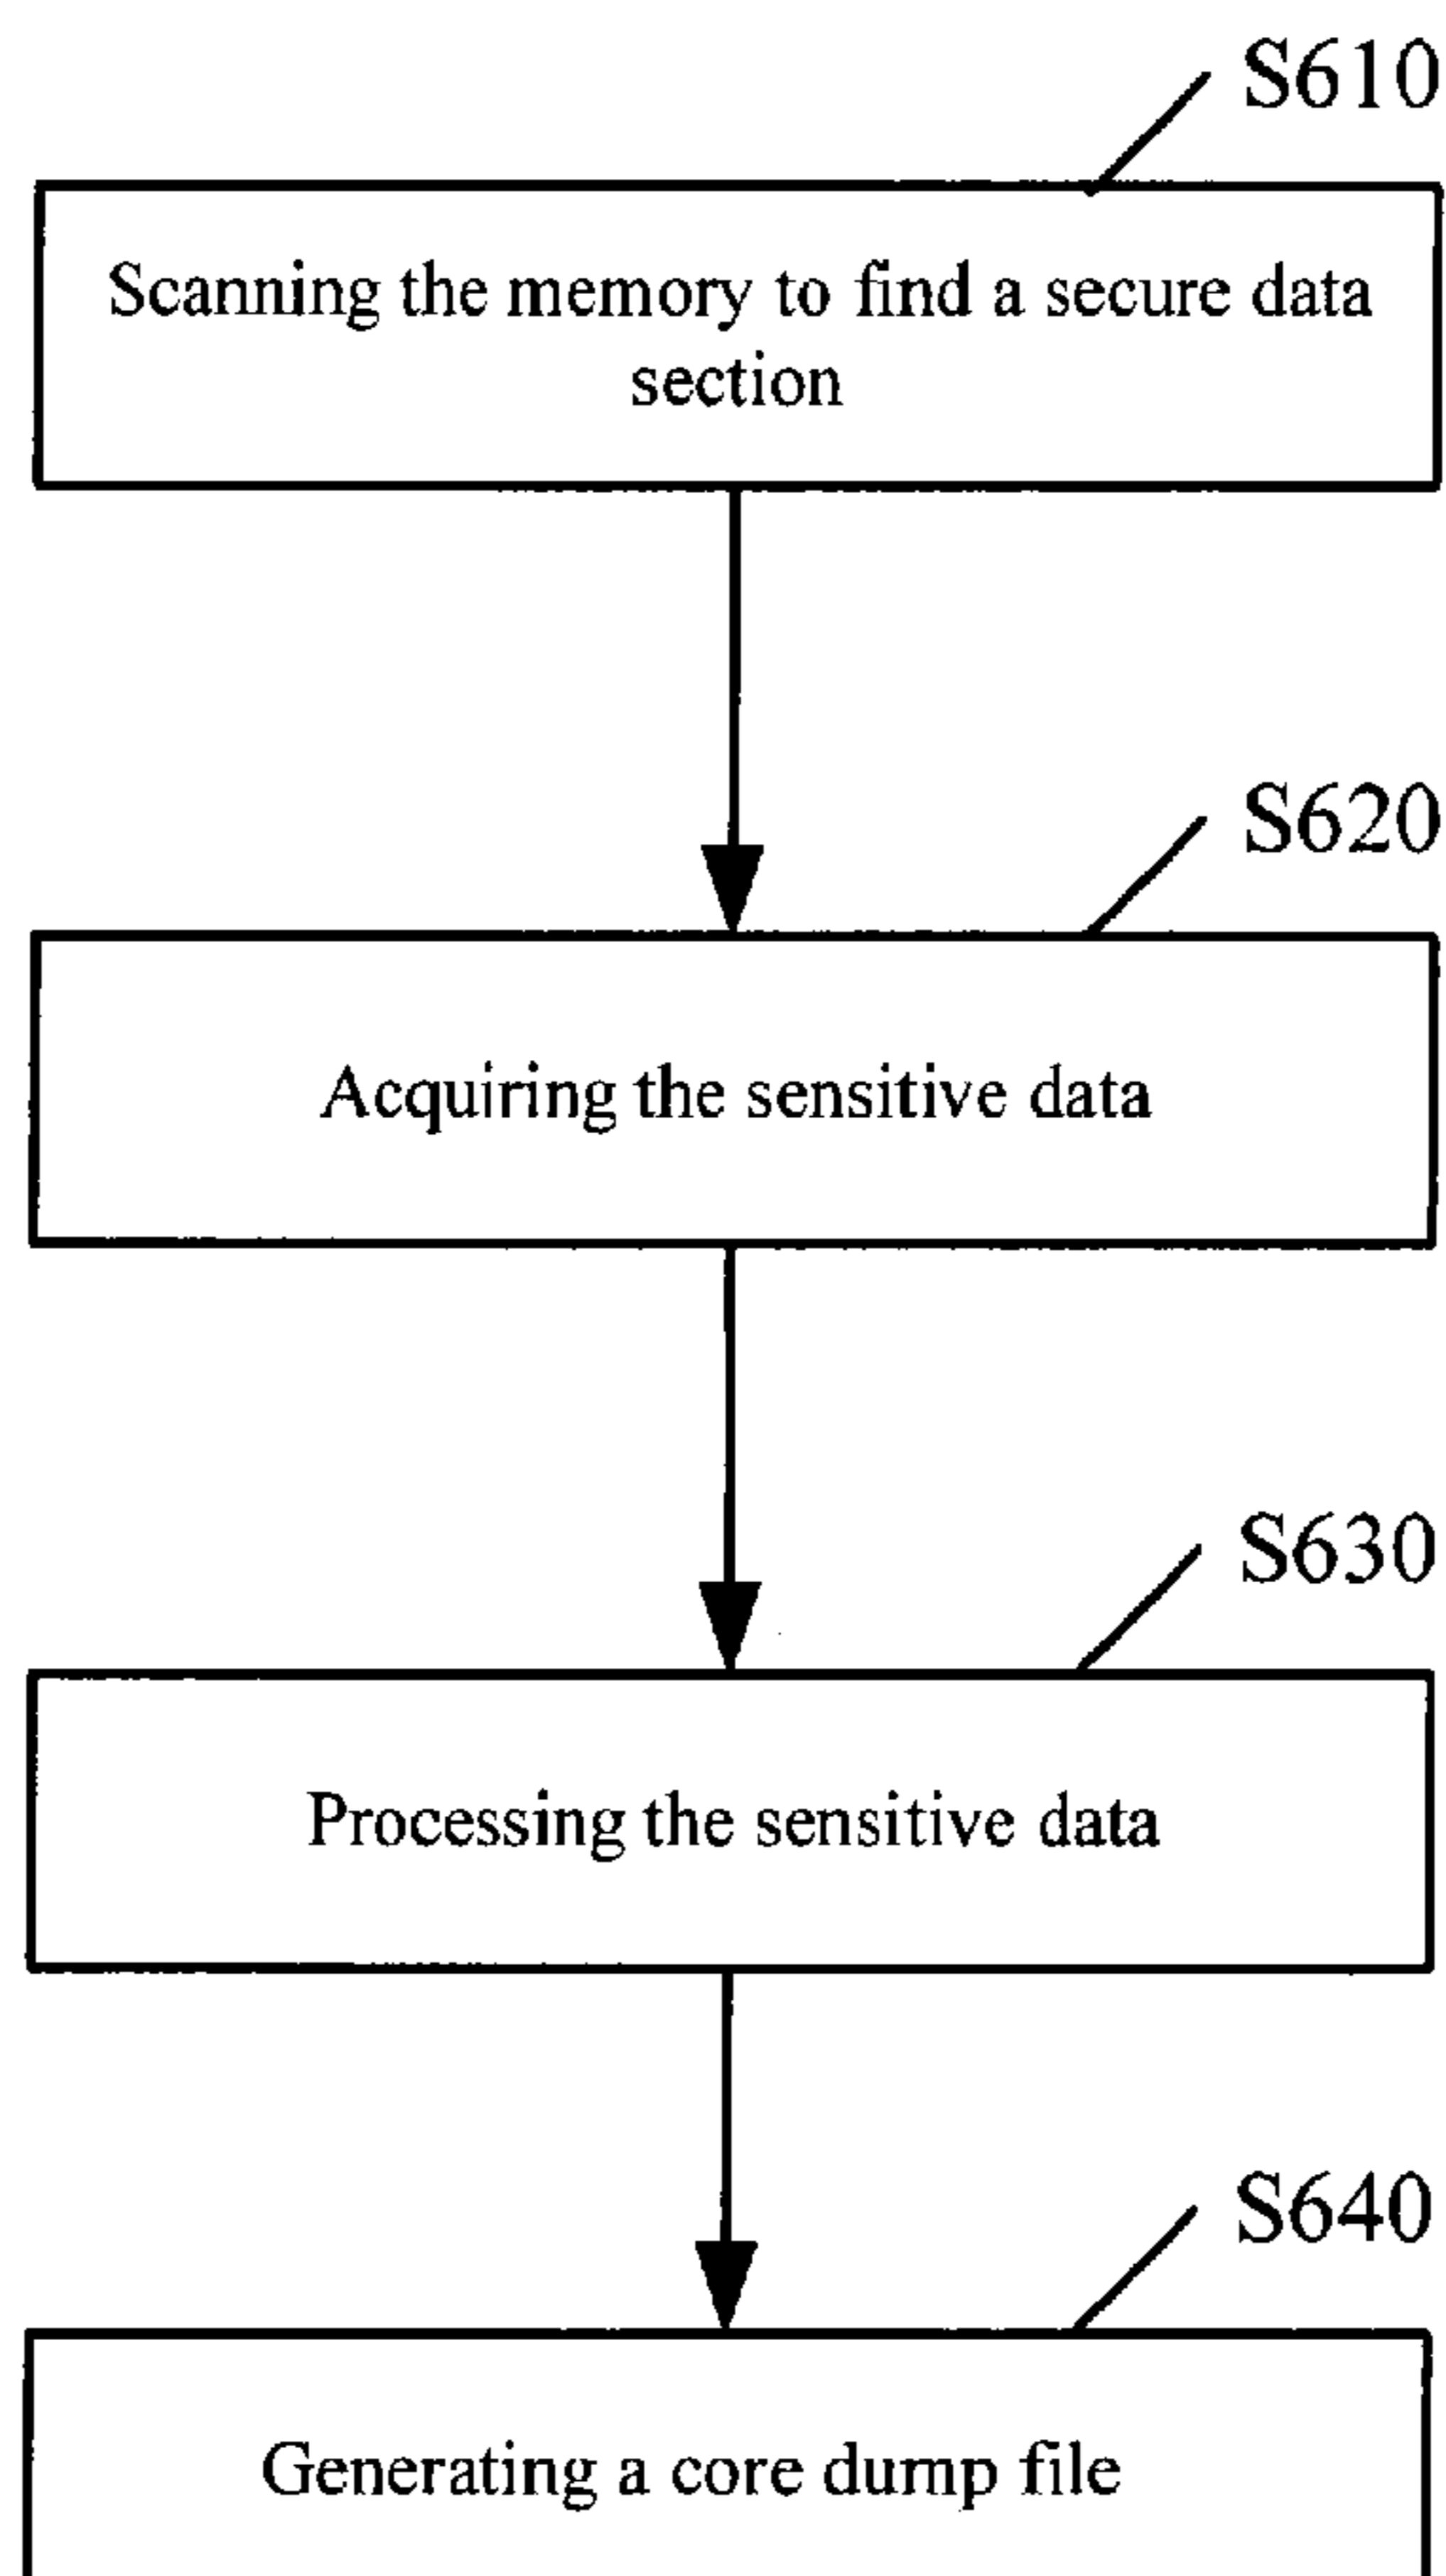 S610
Scanning the memory to find a secure data
section
S620
Acquiring the sensitive data
S630
Processing the sensitive data
S640
Generating a core dump file